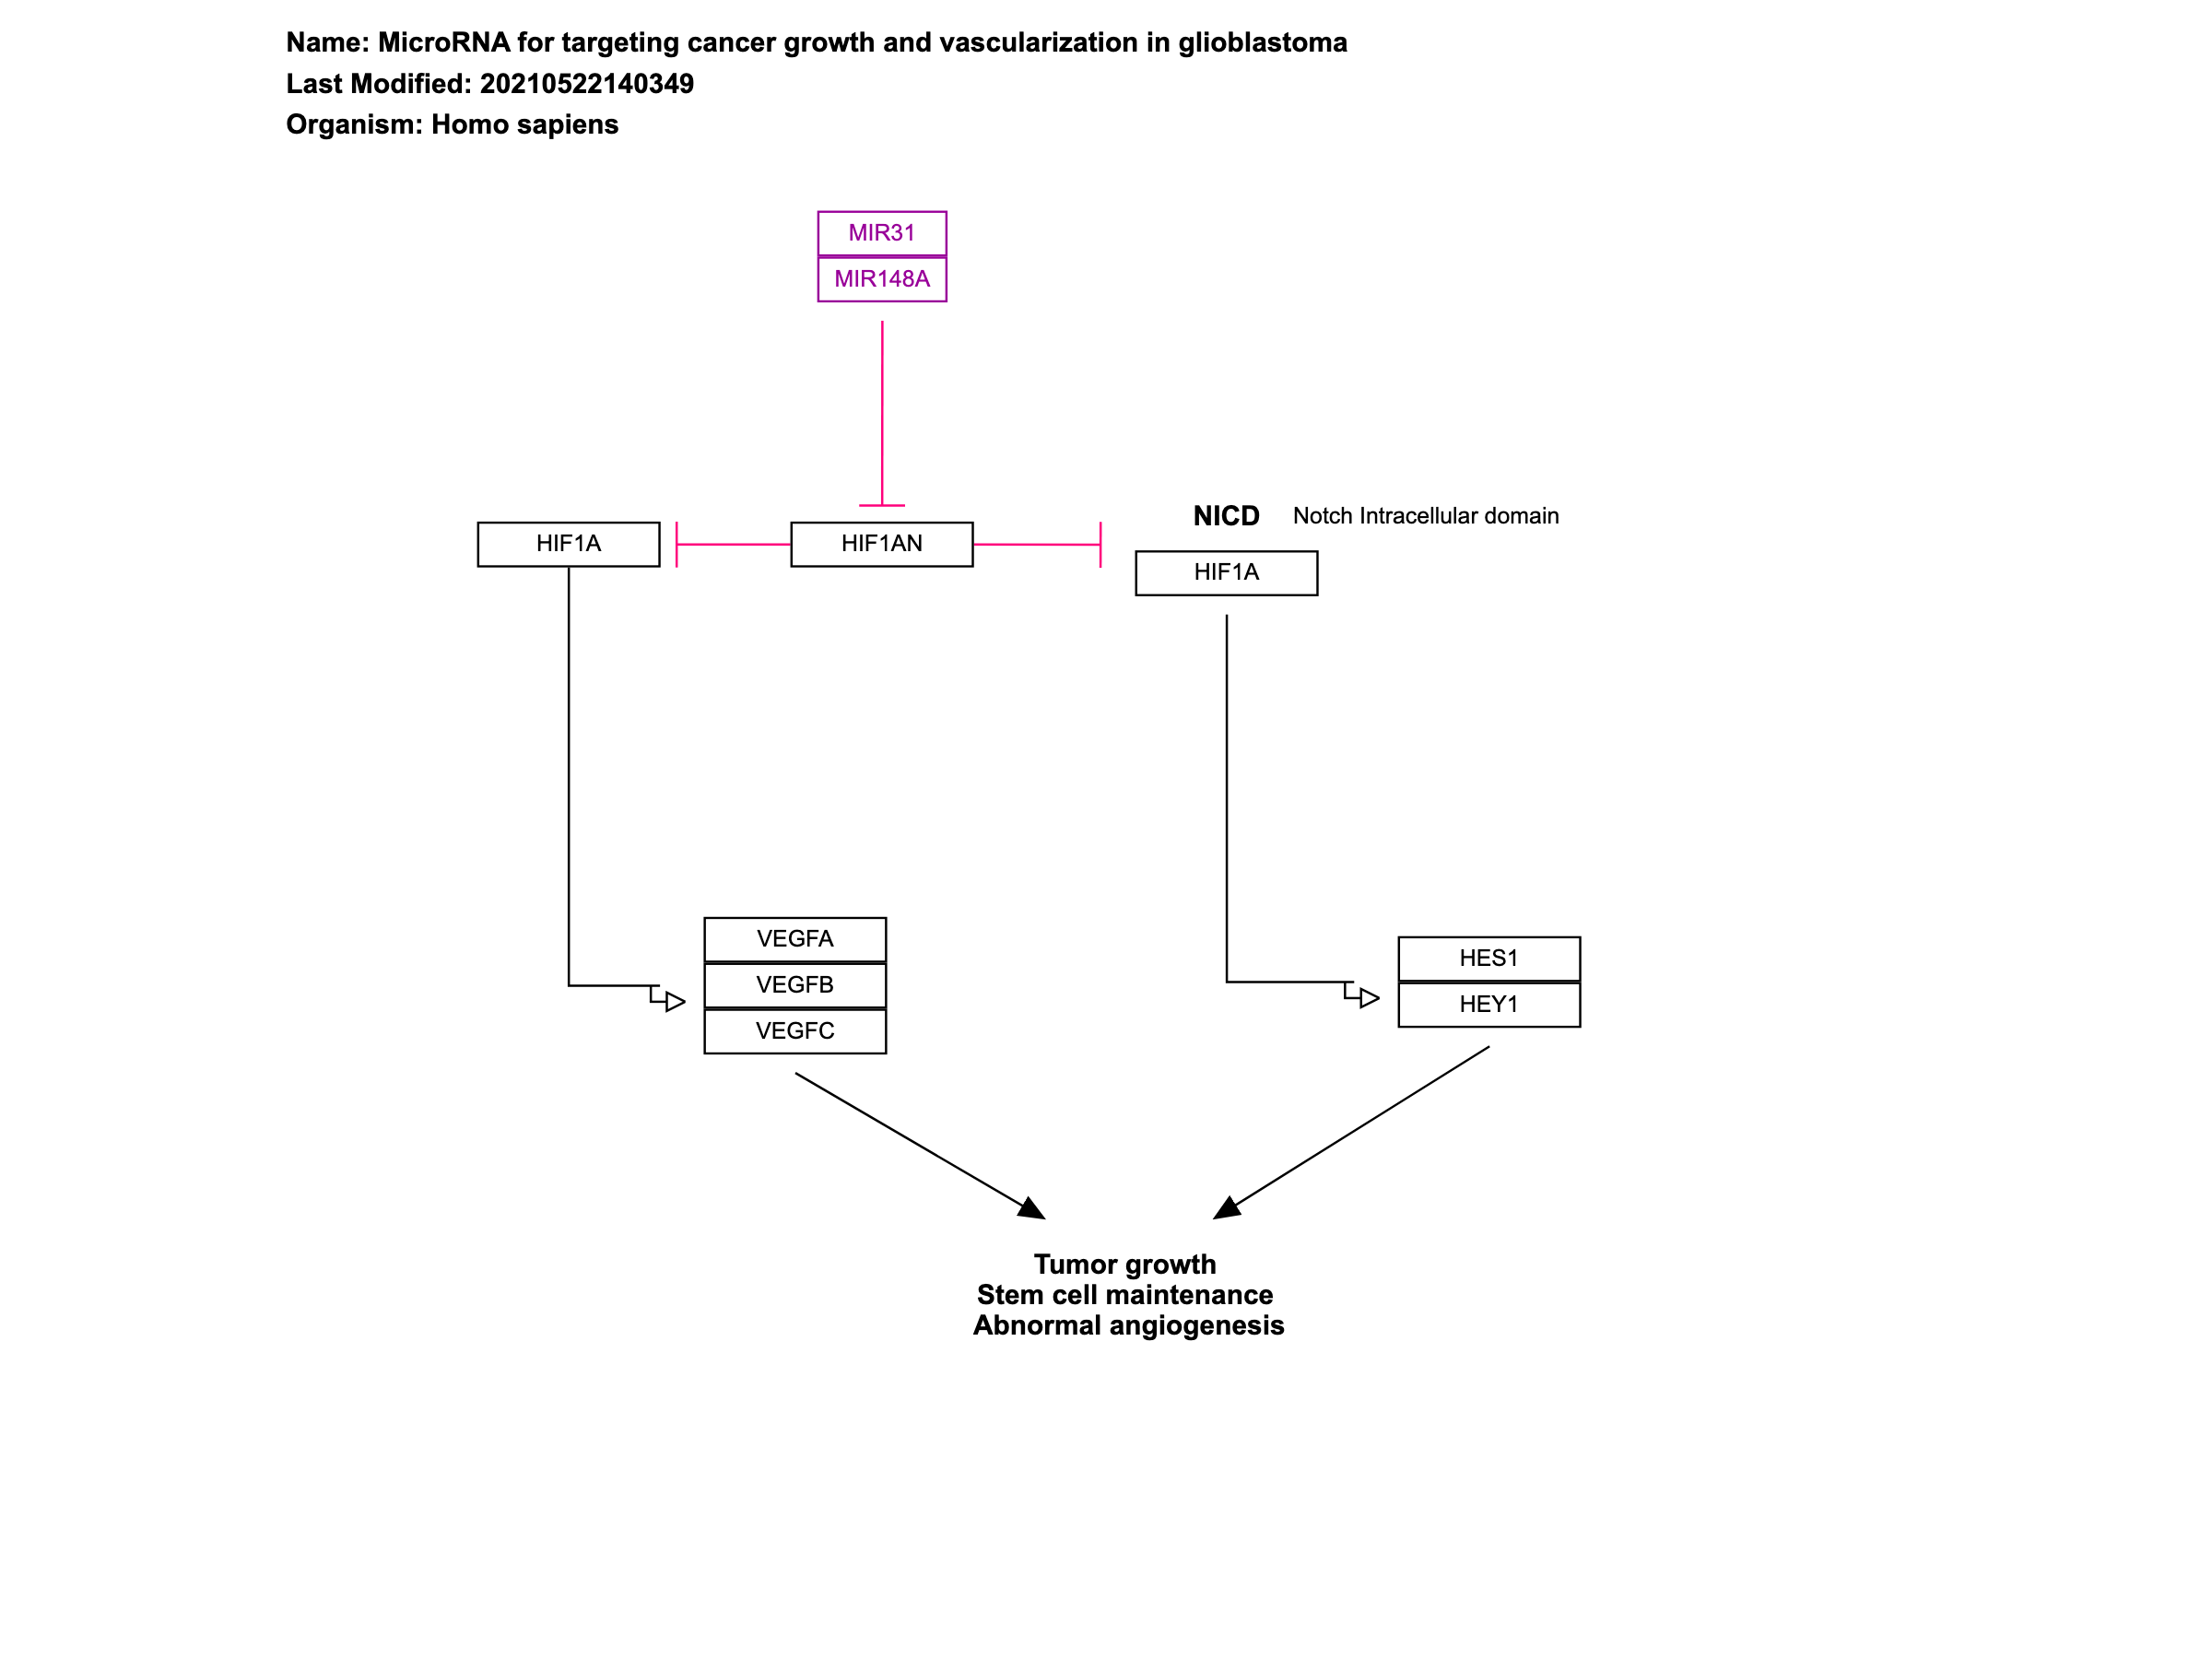 Name: MicroRNA for targeting cancer growth and vascularization in glioblastoma
Last Modified: 20210522140349
Organism: Homo sapiens
MIR31
MIR148A
NICD Notch Intracellular domain
HIF1A HIF1AN
HIF1A
VEGFA
VEGFB
VEGFC
HES1
HEY1
Tumor growth
Stem cell maintenance
Abnormal angiogenesis